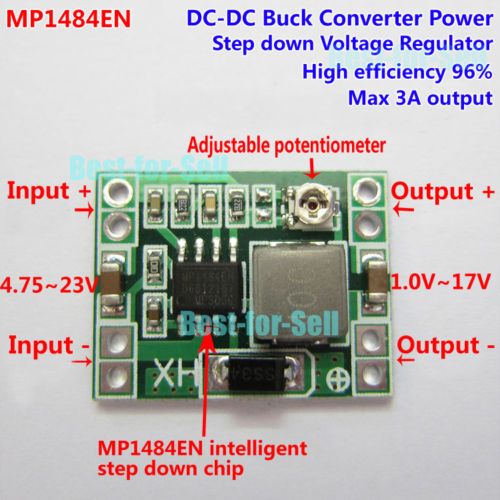 MP1484EN
DC-DC Buck Converter Power
Step down Voltage Regulator
High efficiency 96%
Max 3A output
Adjustable potentiometer
Best-for-Sell
Input +
Output +
4.75~23V
1.0V~17V
MP1484EN
Best-for-Sell
Input -
Output -
XH
SS34
MP1484EN intelligent
step down chip